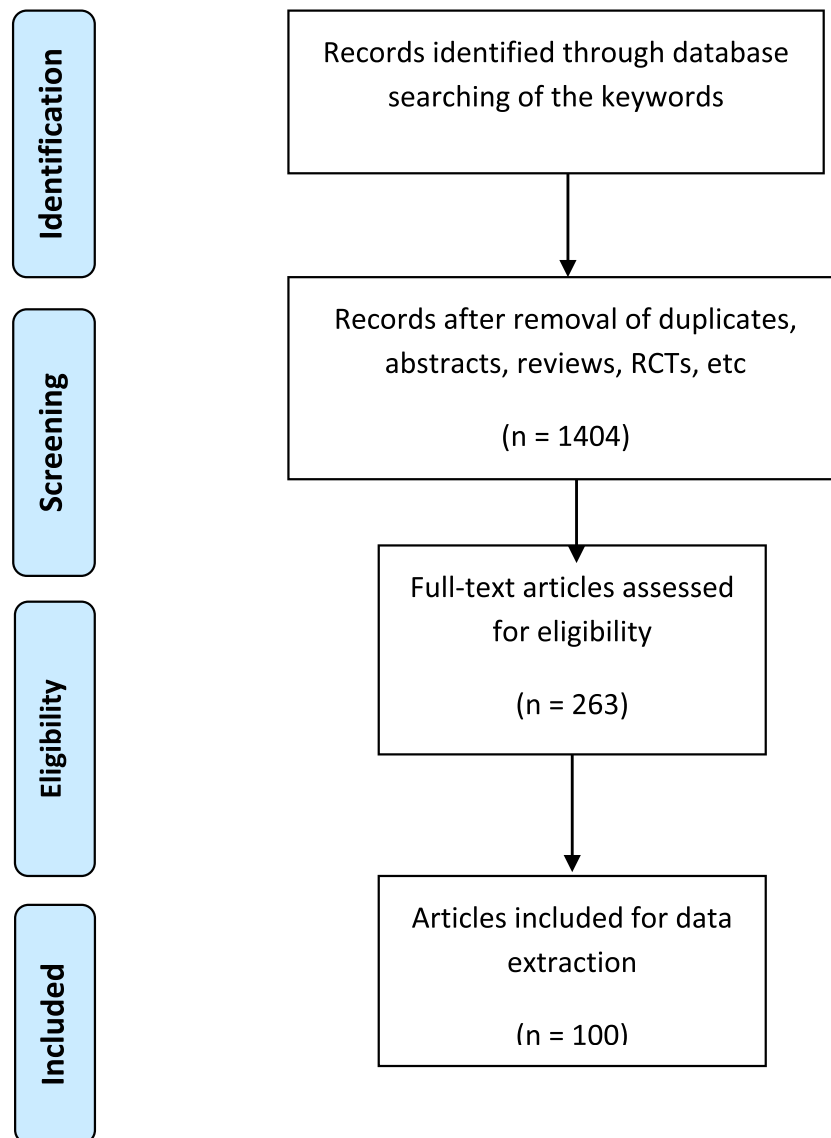 Identification
Records identified through database
searching of the keywords
Screening
Records after removal of duplicates,
abstracts, reviews, RCTs, etc
(n = 1404)
Eligibility
Full-text articles assessed
for eligibility
(n = 263)
Included
Articles included for data
extraction
(n = 100)